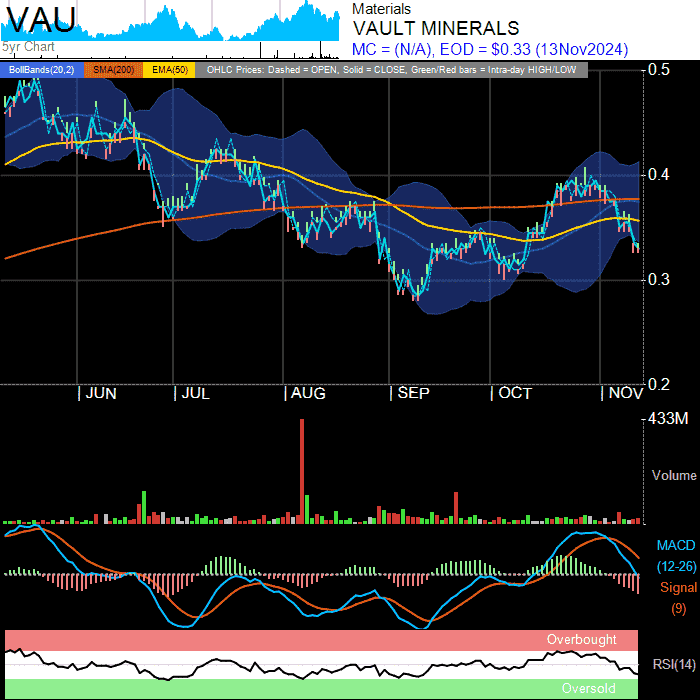 VAU
5yr Chart
Materials
VAULT MINERALS
MC = (N/A), EOD = $0.33 (13Nov2024)
BollBands(20,2) SMA(200) EMA(50) OHLC Prices: Dashed = OPEN, Solid = CLOSE, Green/Red bars = Intra-day HIGH/LOW
0.5
0.4
0.3
0.2
JUN JUL AUG SEP OCT NOV
433M
Volume
MACD
(12-26)
Signal
(9)
Overbought
RSI(14)
Oversold